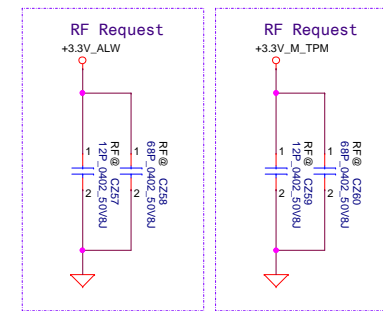 RF Request
+3.3V_ALW
1
2
RF@ CZ57
12P_0402_50V8J
1
2
RF@ CZ58
68P_0402_50V8J
RF Request
+3.3V_M_TPM
1
2
RF@ CZ59
12P_0402_50V8J
1
2
RF@ CZ60
68P_0402_50V8J